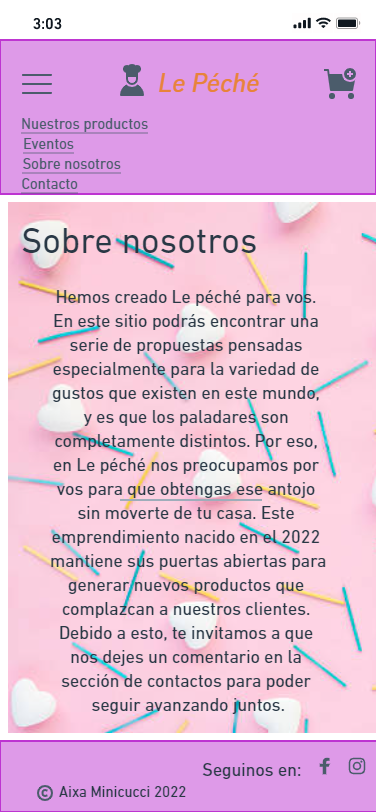 3:03
Le Péché
Nuestros productos
Eventos
Sobre nosotros
Contacto
Sobre nosotros
Hemos creado Le péché para vos.
En este sitio podrás encontrar una
serie de propuestas pensadas
especialmente para la variedad de
gustos que existen en este mundo,
y es que los paladares son
completamente distintos. Por eso,
en Le péché nos preocupamos por
vos para que obtengas ese antojo
sin moverte de tu casa. Este
emprendimiento nacido en el 2022
mantiene sus puertas abiertas para
generar nuevos productos que
complazcan a nuestros clientes.
Debido a esto, te invitamos a que
nos dejes un comentario en la
sección de contactos para poder
seguir avanzando juntos.
Seguinos en:
© Aixa Minicucci 2022